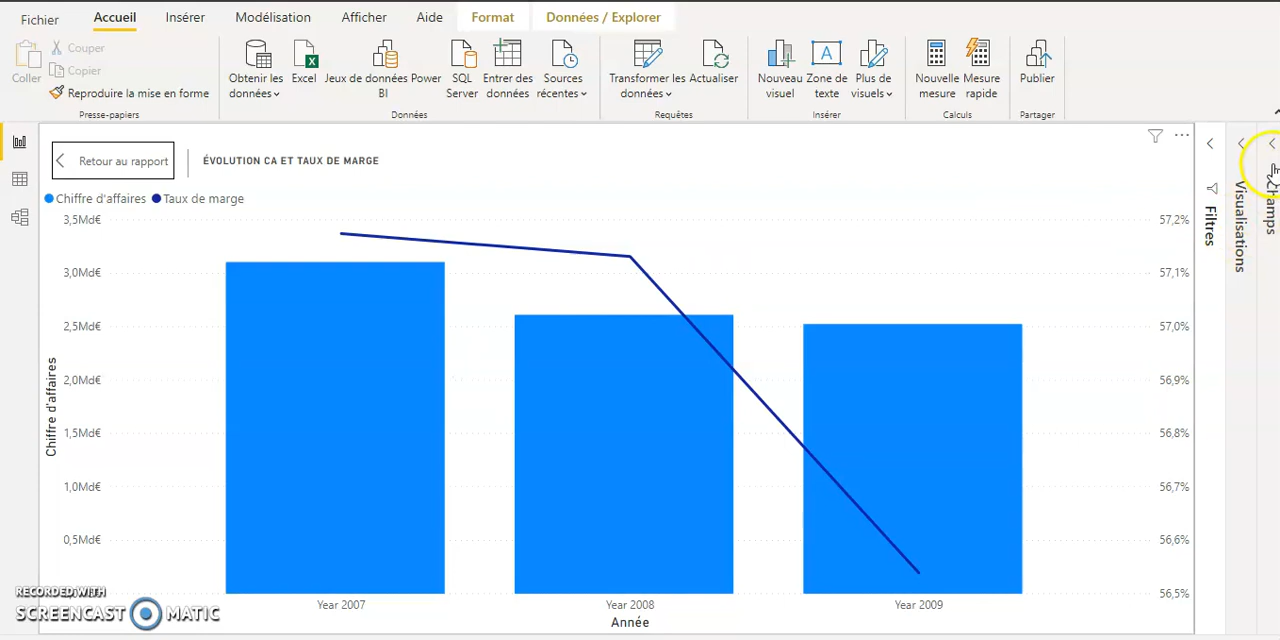 Fichier Accueil Insérer Modélisation Afficher Aide Format Données / Explorer
Coller
Couper
Copier
Reproduire la mise en forme
Presse-papiers
Obtenir les
données
Excel
Jeux de données Power
BI
SQL
Server
Entrer des
données
Sources
récentes
Données
Transformer les
données
Actualiser
Requêtes
Nouveau
visuel
A
Zone de
texte
Plus de
visuels
Insérer
Nouvelle
mesure
Mesure
rapide
Calculs
Publier
Partager
Retour au rapport
ÉVOLUTION CA ET TAUX DE MARGE
Chiffre d'affaires Taux de marge
3,5Md€
3,0Md€
2,5Md€
2,0Md€
1,5Md€
1,0Md€
0,5Md€
Chiffre d'affaires
57,2%
57,1%
57,0%
56,9%
56,8%
56,7%
56,6%
56,5%
Year 2007 Year 2008 Year 2009
Année
Filtres
Visualisations
Champs
RECORDED WITH
SCREENCAST MATIC